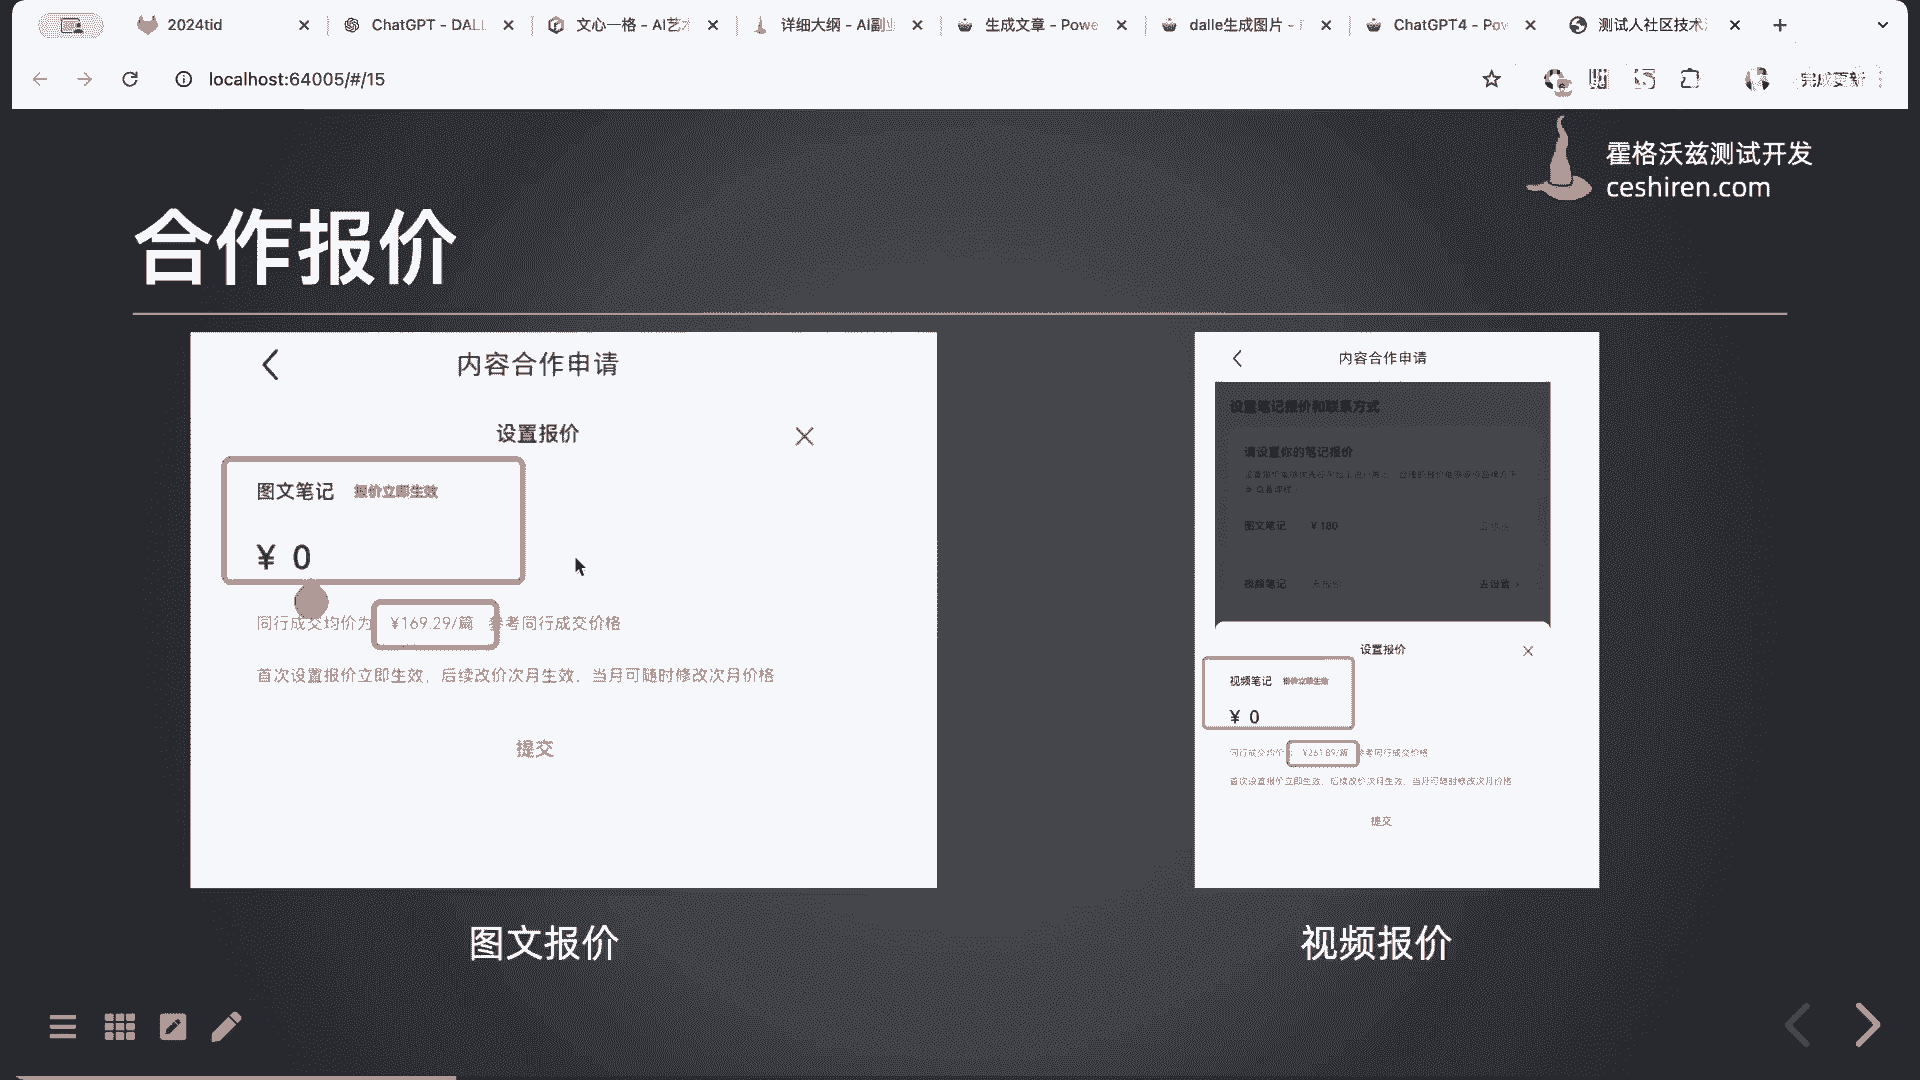 2024tid
ChatGPT - DALL
文心一格 - AI艺术
详细大纲 - AI副业
生成文章 - Powe
dalle生成图片 -
ChatGPT4 - Pow
测试人社区技术
localhost:64005/#/15
完成更新
霍格沃兹测试开发
ceshiren.com
合作报价
内容合作申请
设置报价
图文笔记 报价立即生效
¥ 0
同行成交均价为 ¥169.29/篇 参考同行成交价格
首次设置报价立即生效，后续改价次月生效，当月可随时修改次月价格
提交
图文报价
内容合作申请
设置笔记报价和联系方式
请设置你的笔记报价
图文笔记 ¥ 180
视频笔记 去设置
设置报价
视频笔记 报价立即生效
¥ 0
同行成交均价 ¥261.89/篇 参考同行成交价格
首次设置报价立即生效，后续改价次月生效，当月可随时修改次月价格
提交
视频报价